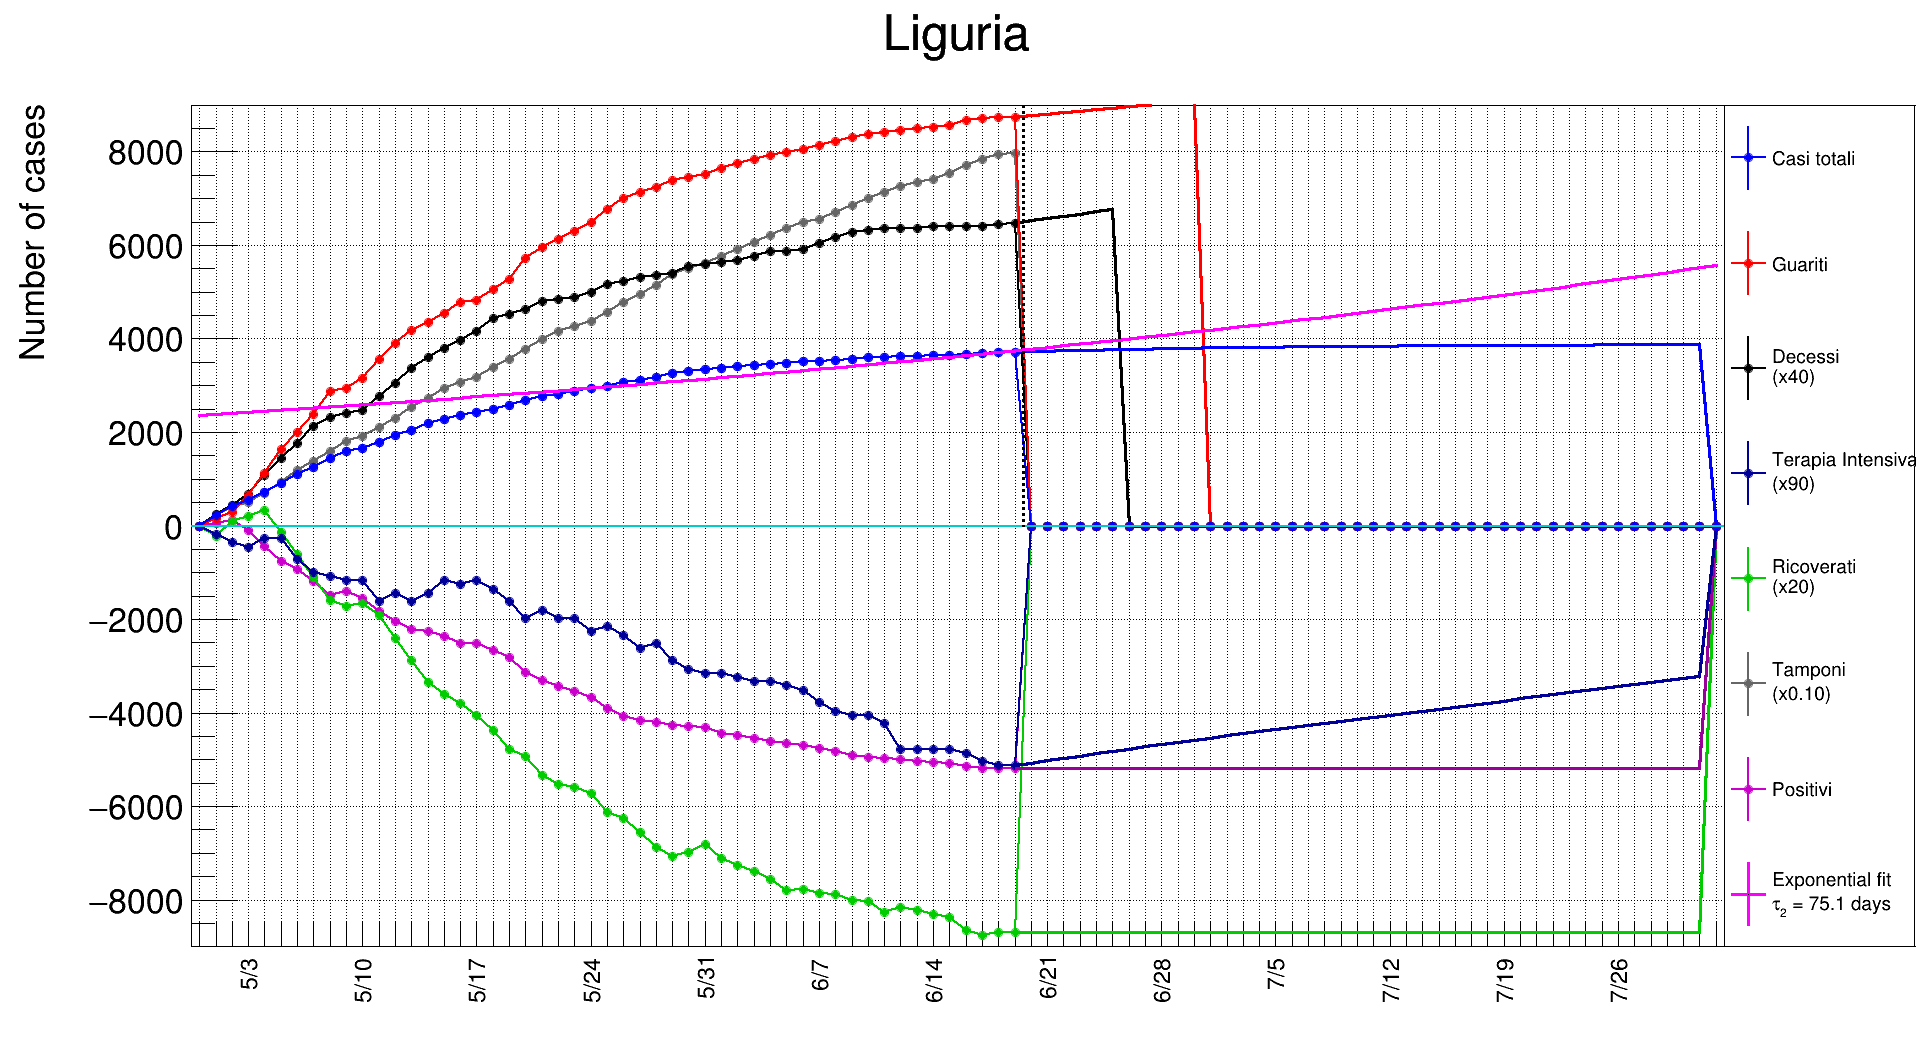 Liguria
Number of cases
8000
6000
4000
2000
0
−2000
−4000
−6000
−8000
5/3
5/10
5/17
5/24
5/31
6/7
6/14
6/21
6/28
7/5
7/12
7/19
7/26
Casi totali
Guariti
Decessi
(x40)
Terapia Intensiva
(x90)
Ricoverati
(x20)
Tamponi
(x0.10)
Positivi
Exponential fit
τ2 = 75.1 days